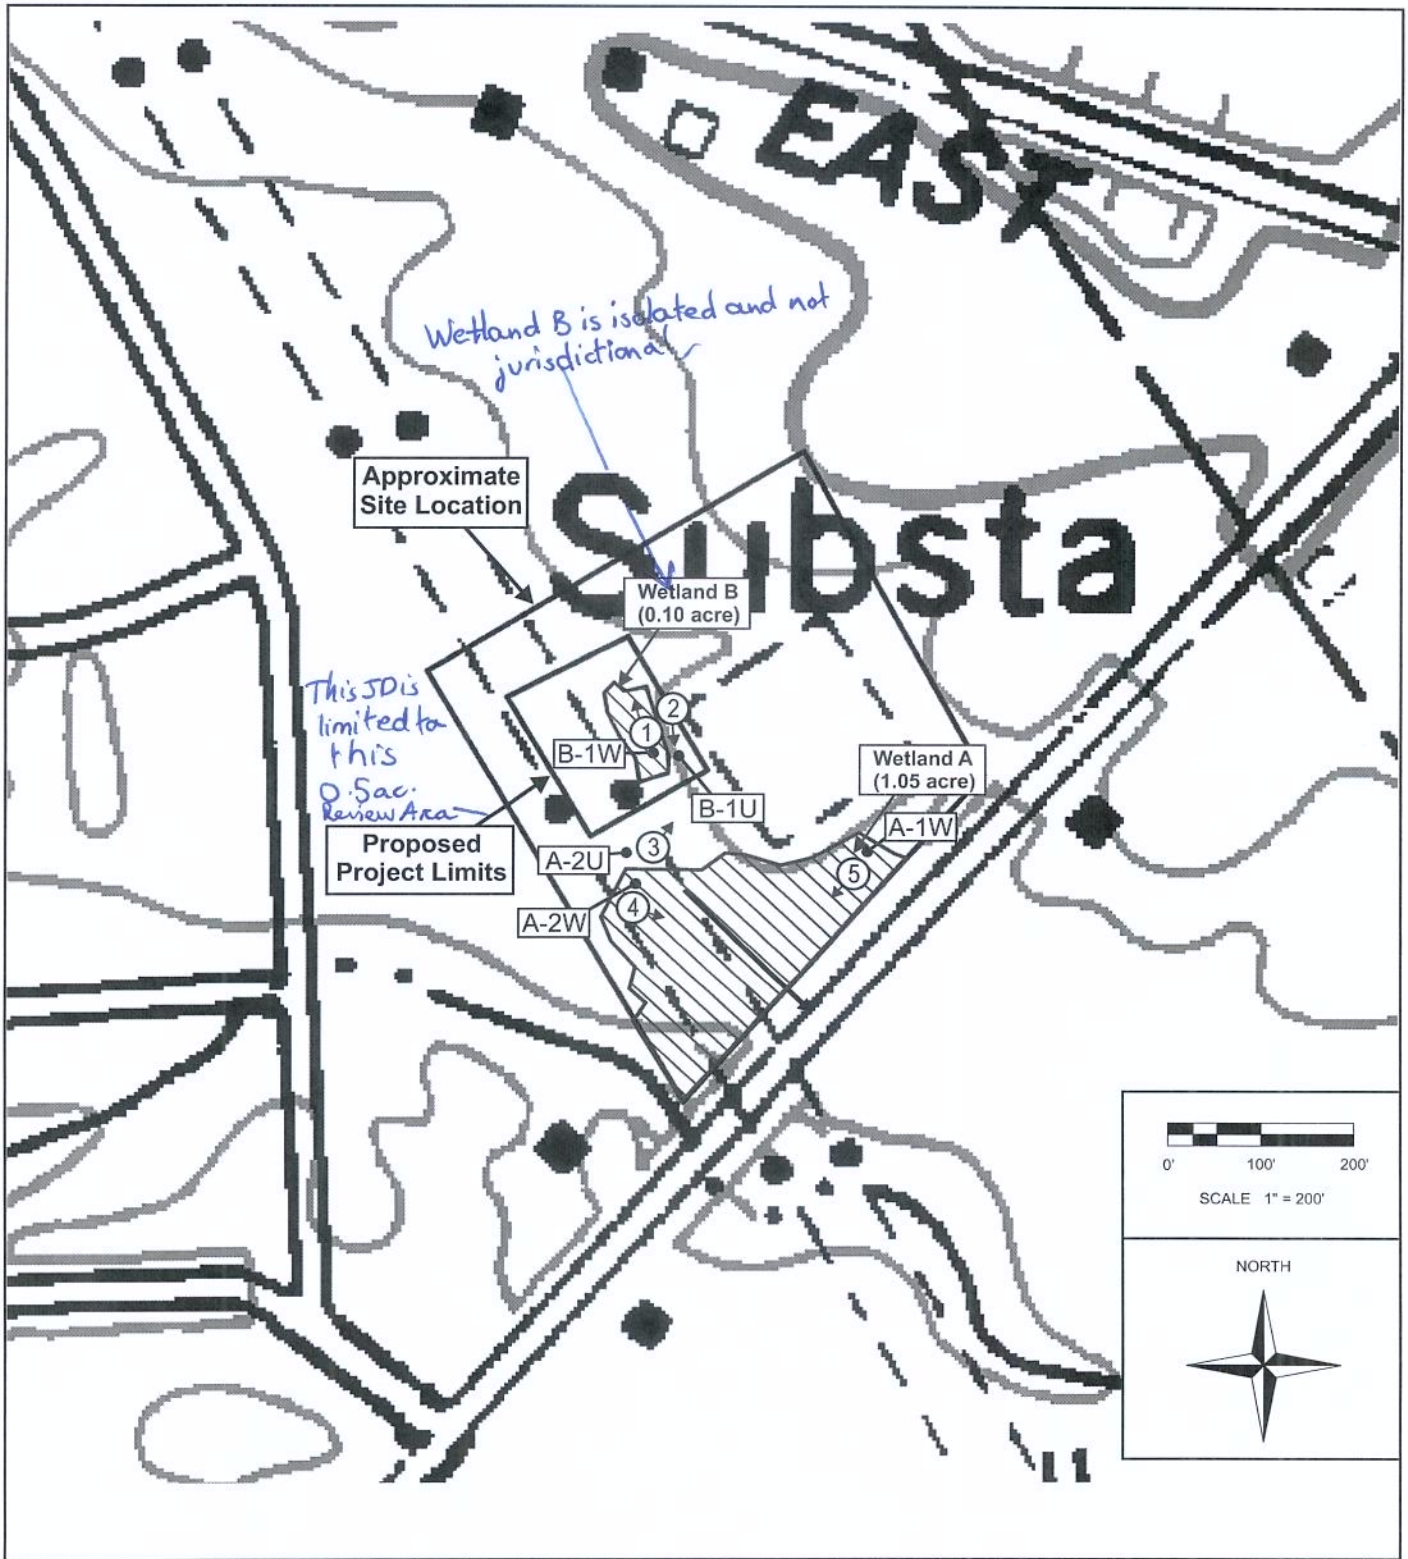 EAST
Wetland B is isolated and not
jurisdictional
Approximate
Site Location
Substa
Wetland B
(0.10 acre)
This JD is
limited to
this
0.5ac.
Review Area
2
1
B-1W
Wetland A
(1.05 acre)
B-1U
A-1W
Proposed
Project Limits
A-2U
3
5
A-2W
4
0'
100'
200'
SCALE 1" = 200'
NORTH
11